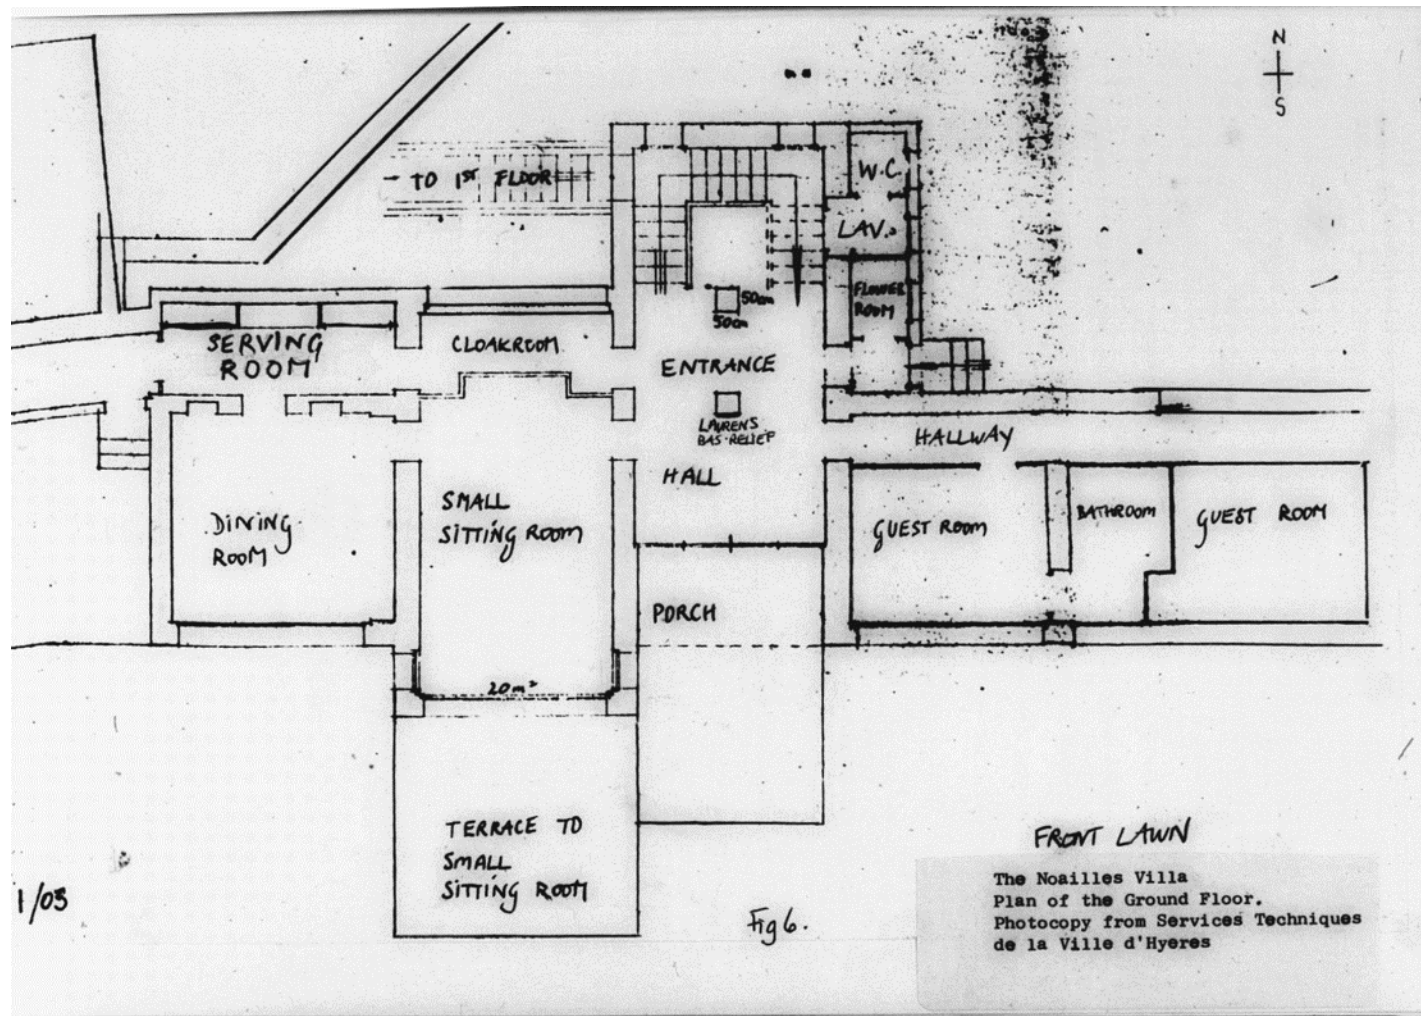 N
S
→ TO 1ST FLOOR
W.C
LAV.
FLOWER
ROOM
50cm
50cm
SERVING
ROOM
CLOAKROOM
ENTRANCE
LAURENS
BAS-RELIEF
HALL
HALLWAY
DINING
ROOM
SMALL
SITTING ROOM
GUEST ROOM
BATHROOM
GUEST ROOM
PORCH
20m²
TERRACE TO
SMALL
SITTING ROOM
1/03
Fig 6.
FRONT LAWN
The Noailles Villa
Plan of the Ground Floor.
Photocopy from Services Techniques
de la Ville d'Hyeres